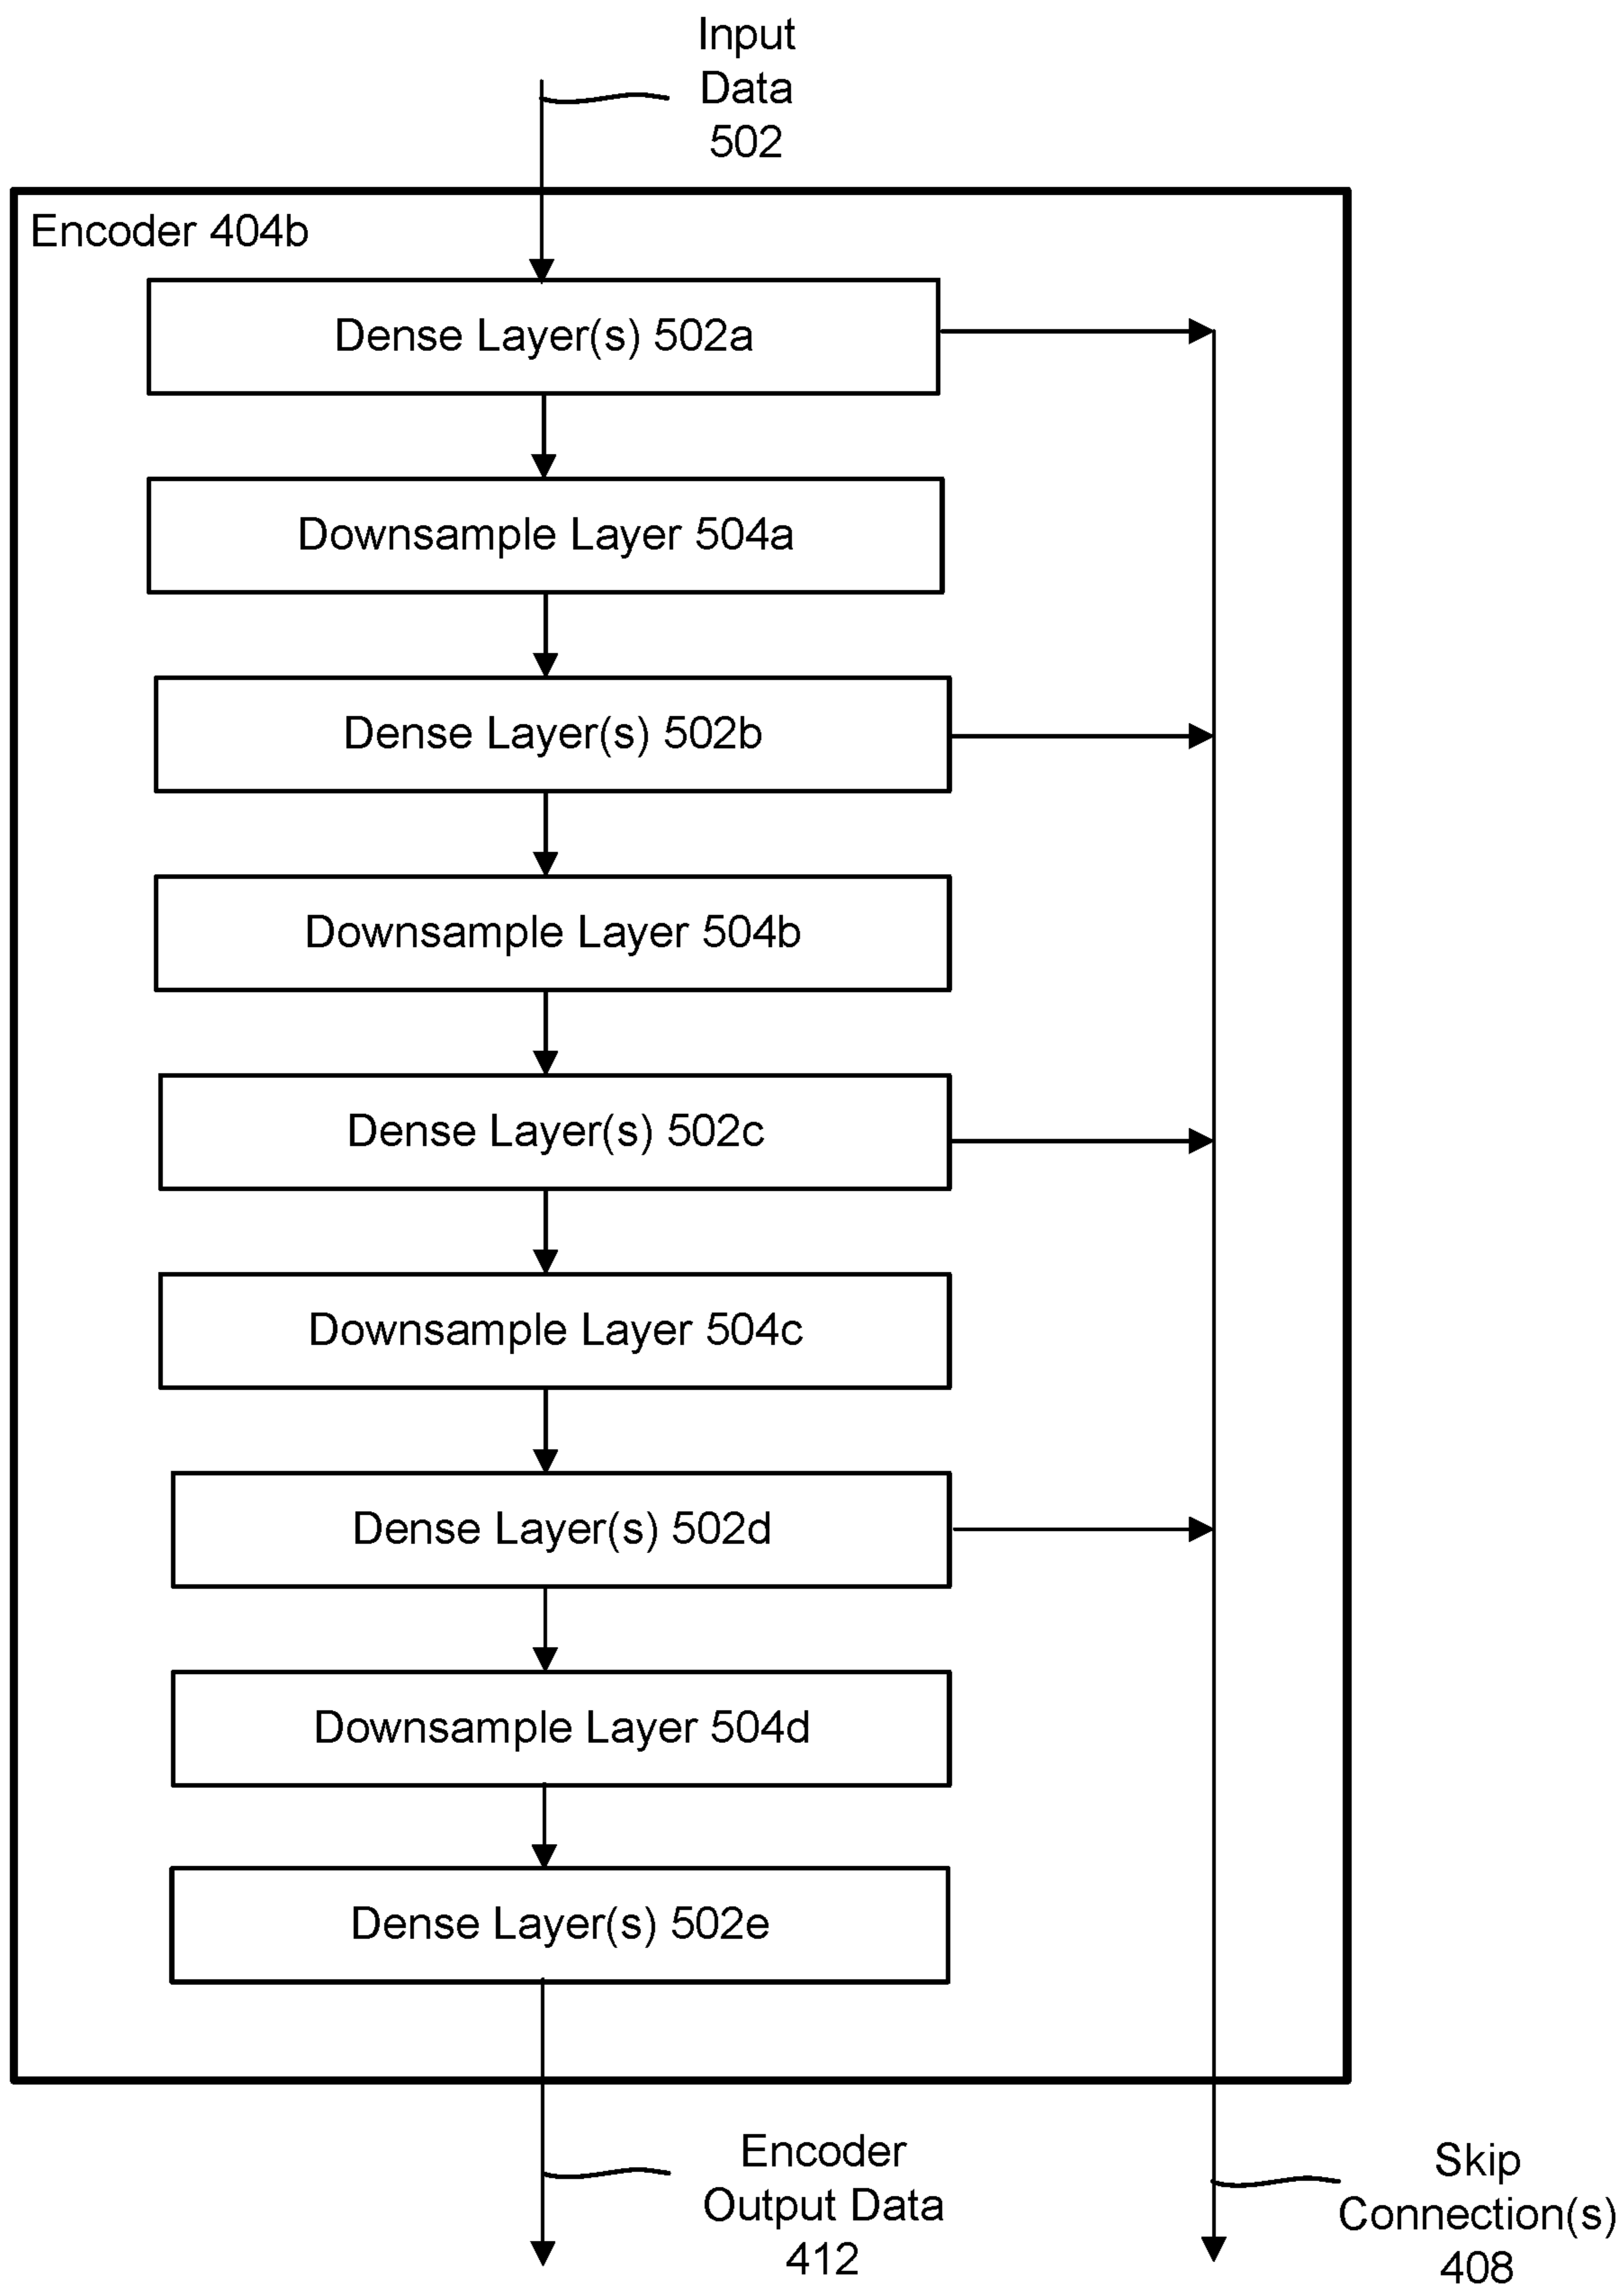 Input
Data
502
Encoder 404b
Dense Layer(s) 502a
Downsample Layer 504a
Dense Layer(s) 502b
Downsample Layer 504b
Dense Layer(s) 502c
Downsample Layer 504c
Dense Layer(s) 502d
Downsample Layer 504d
Dense Layer(s) 502e
Encoder
Output Data
412
Skip
Connection(s)
408